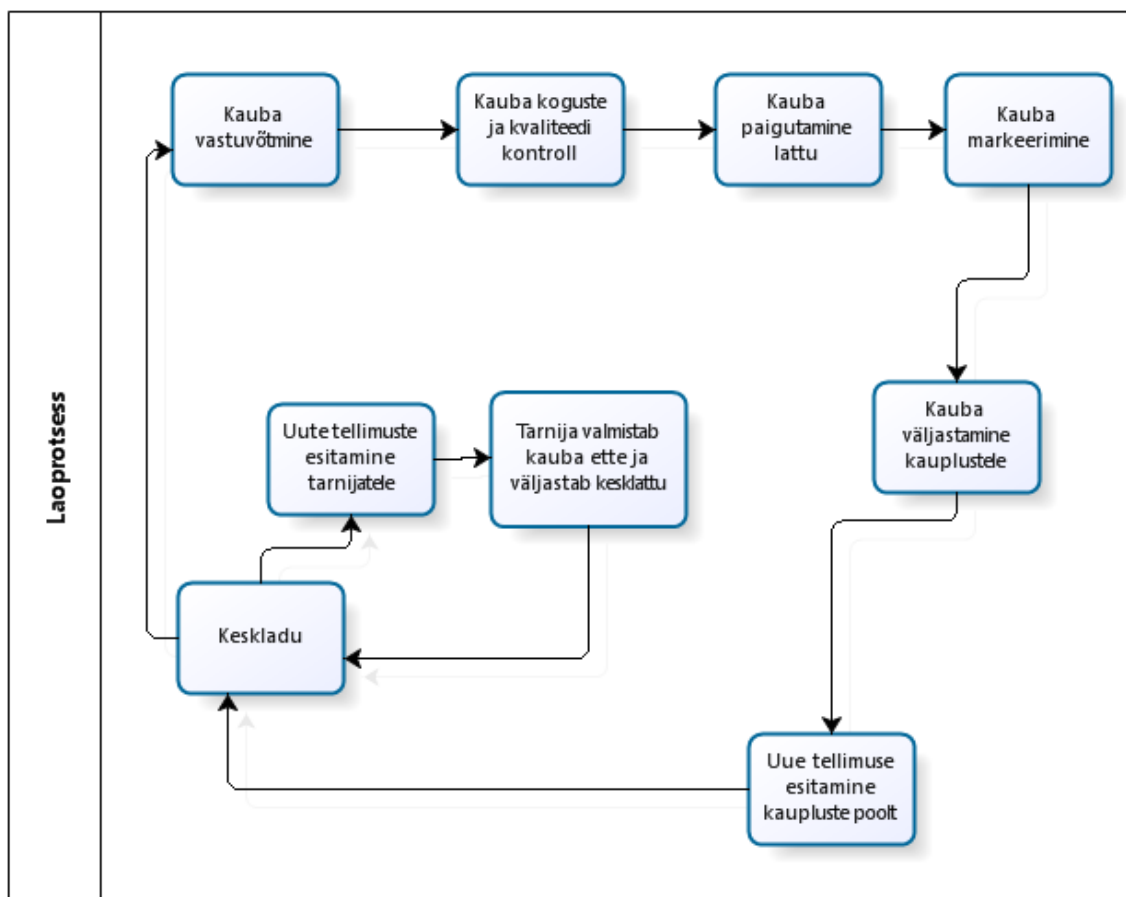 Laoprotsess
Kauba
vastuvõtmine
Kauba koguste
ja kvaliteedi
kontroll
Kauba
paigutamine
lattu
Kauba
markeerimine
Kauba
väljastamine
kauplustele
Uute tellimuste
esitamine
tarnijatele
Tarnija valmistab
kauba ette ja
väljastab kesklattu
Keskladu
Uue tellimuse
esitamine
kaupluste poolt